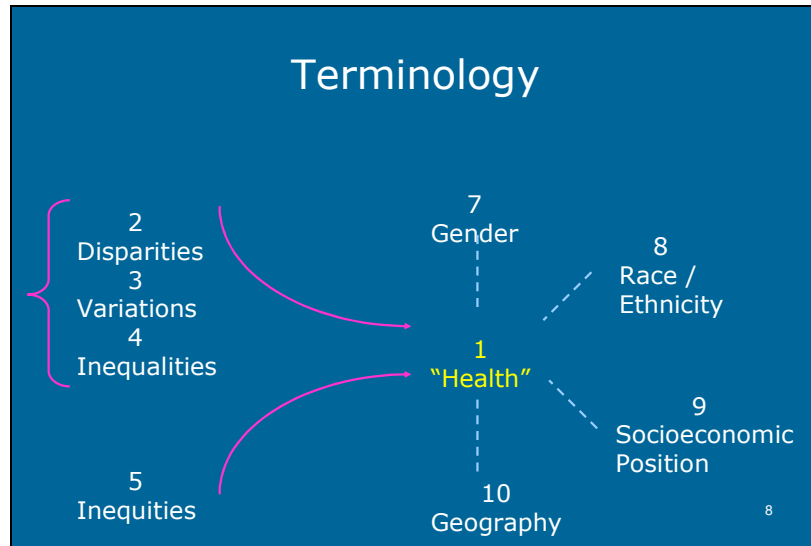 Terminology
2
Disparities
3
Variations
4
Inequalities
5
Inequities
1
“Health”
7
Gender
8
Race /
Ethnicity
9
Socioeconomic
Position
10
Geography
8